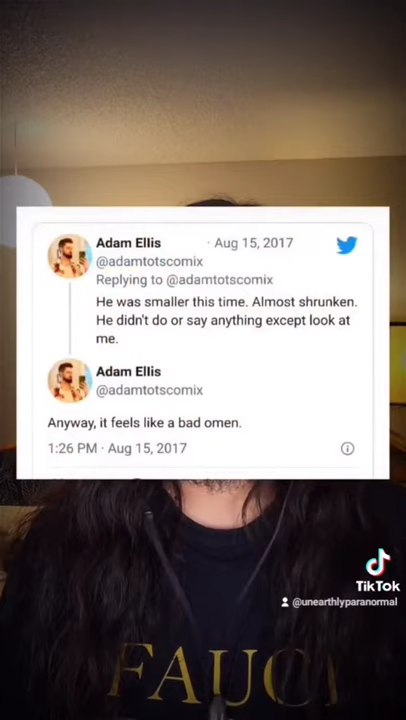 Adam Ellis · Aug 15, 2017
@adamtotscomix
Replying to @adamtotscomix
He was smaller this time. Almost shrunken.
He didn't do or say anything except look at
me.
Adam Ellis
@adamtotscomix
Anyway, it feels like a bad omen.
1:26 PM · Aug 15, 2017
TikTok
@unearthlyparanormal
FAUCI